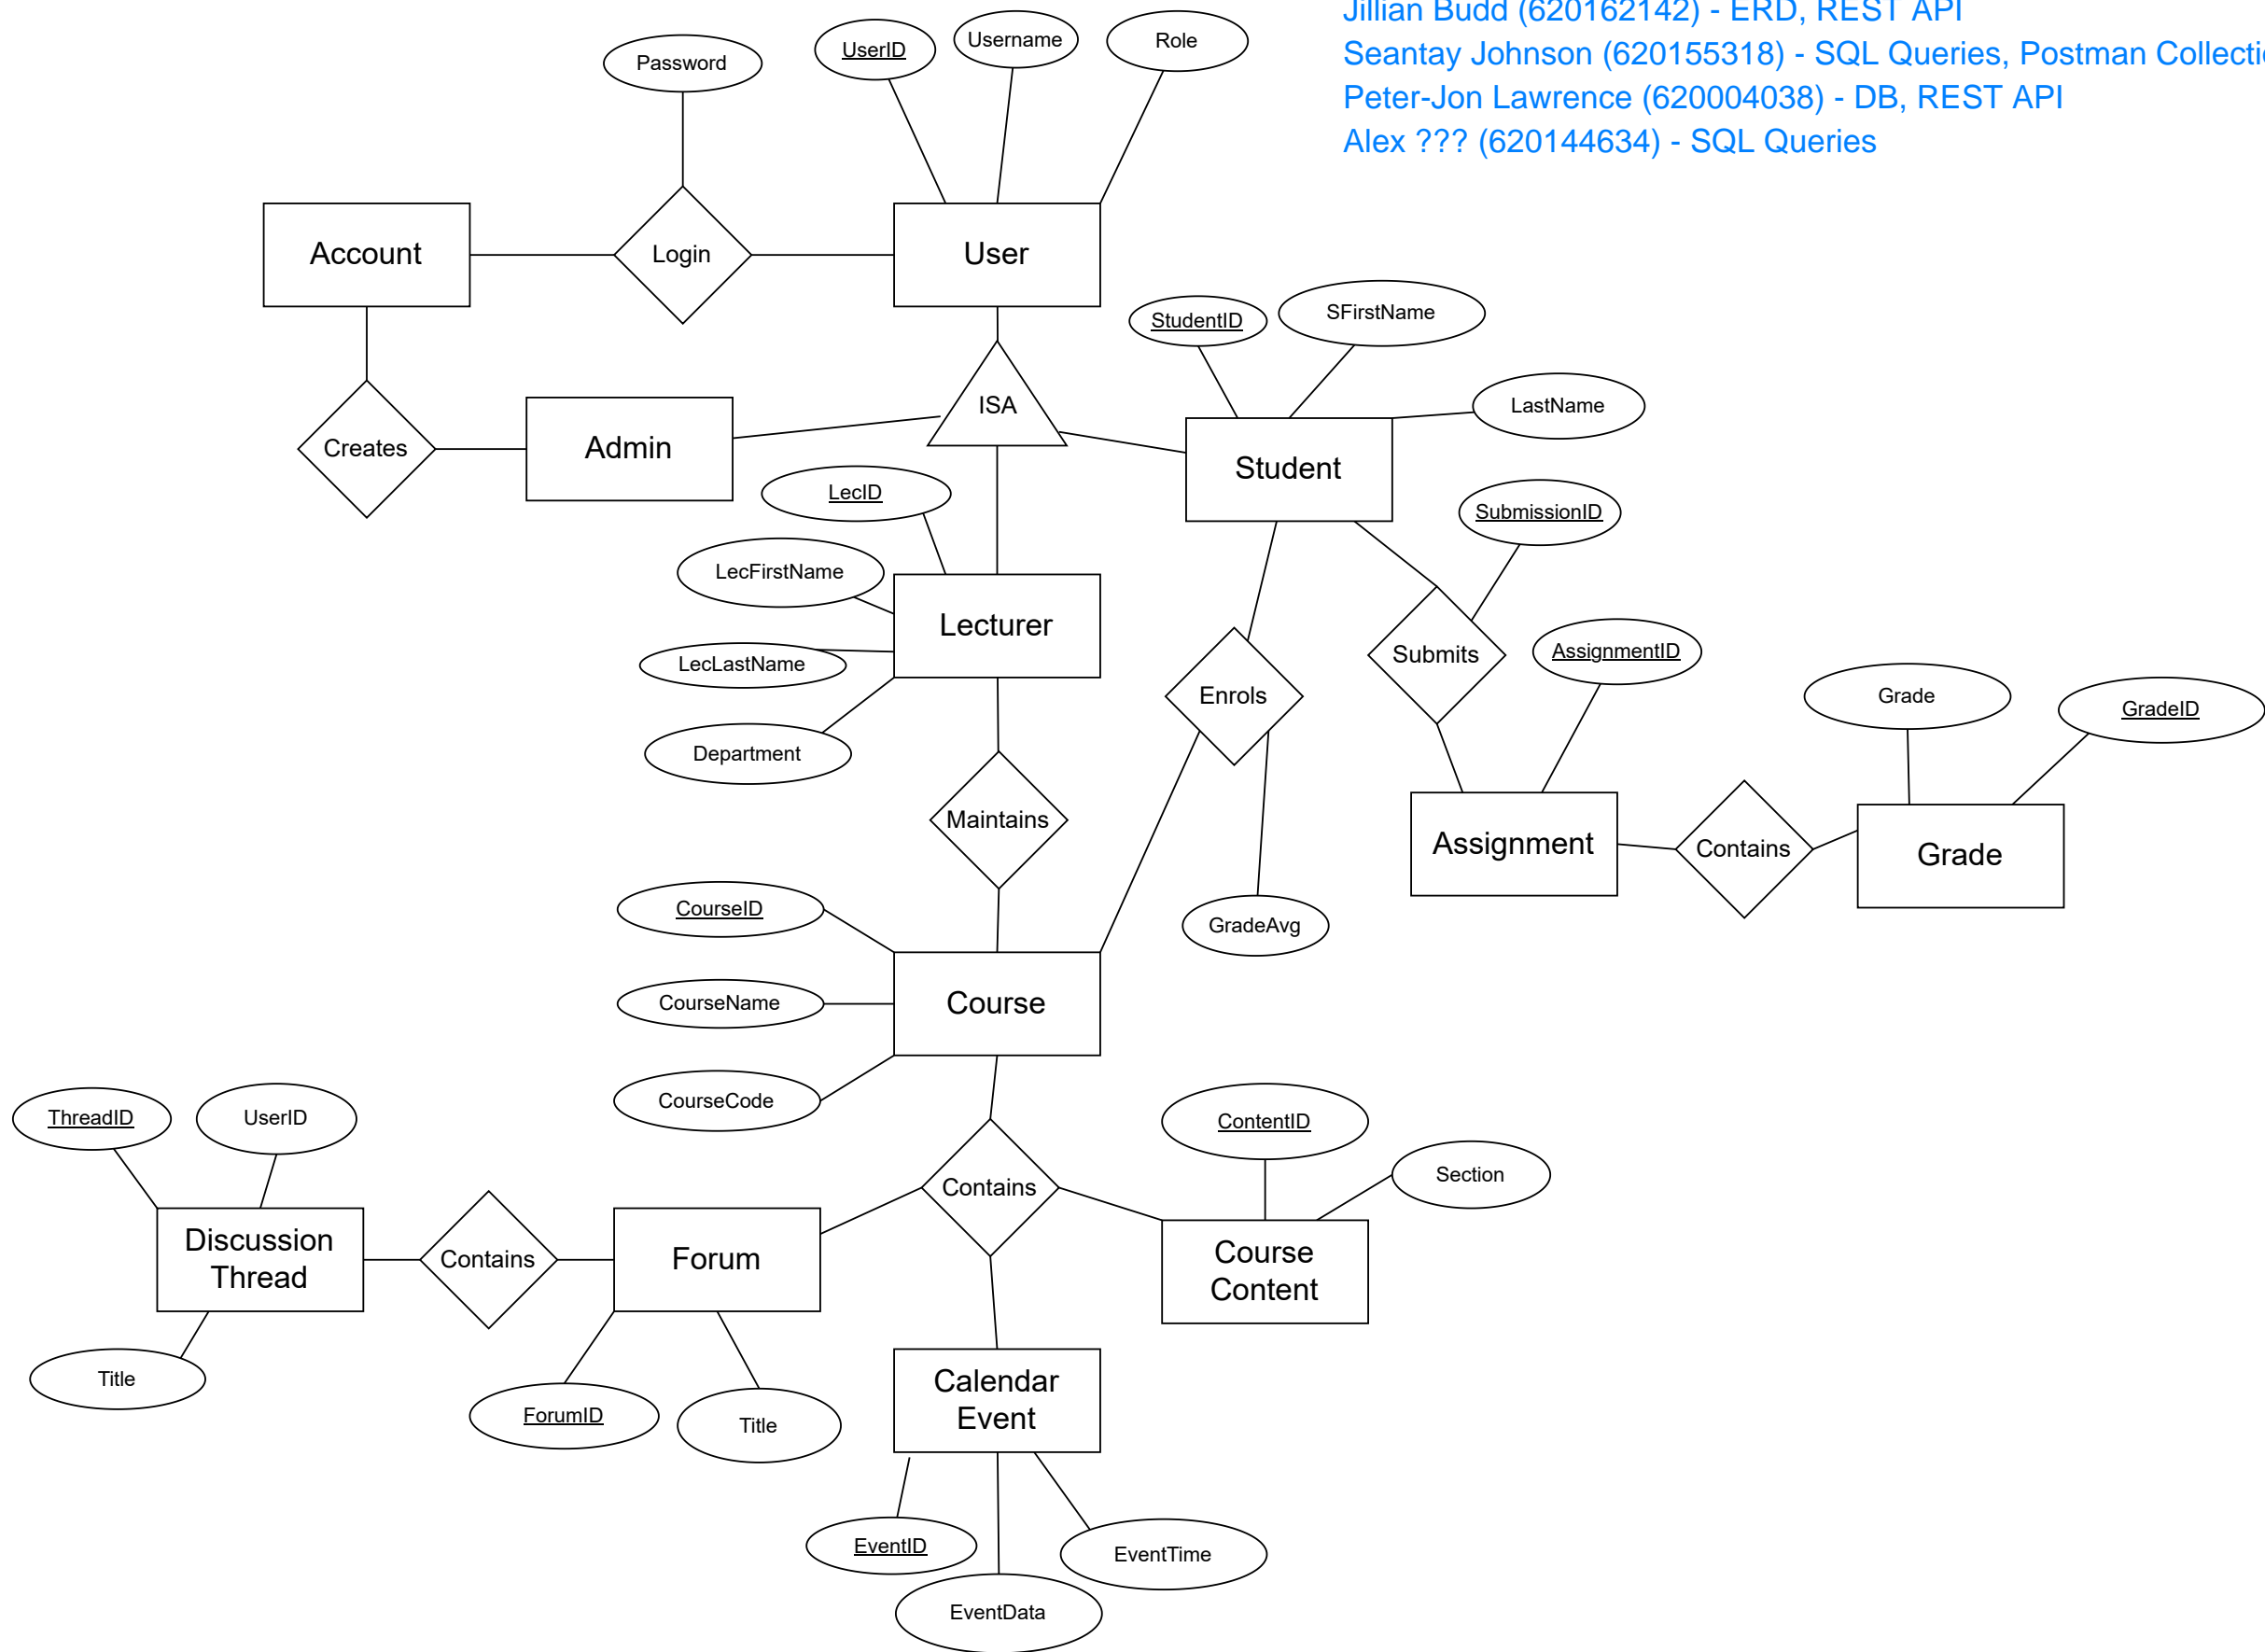 Jillian Budd (620162142) - ERD, REST API
Seantay Johnson (620155318) - SQL Queries, Postman
Peter-Jon Lawrence (620004038) - DB, REST API
Alex ??? (620144634) - SQL Queries
Password
UserID
Username
Role
Account
Login
User
StudentID
SFirstName
LastName
ISA
Creates
Admin
Student
LecID
SubmissionID
LecFirstName
Lecturer
LecLastName
Submits
AssignmentID
Enrols
Grade
GradeID
Department
Maintains
Assignment
Contains
Grade
CourseID
GradeAvg
CourseName
Course
CourseCode
ThreadID
UserID
ContentID
Section
Contains
Discussion
Thread
Contains
Forum
Course
Content
Title
ForumID
Title
Calendar
Event
EventID
EventTime
EventData